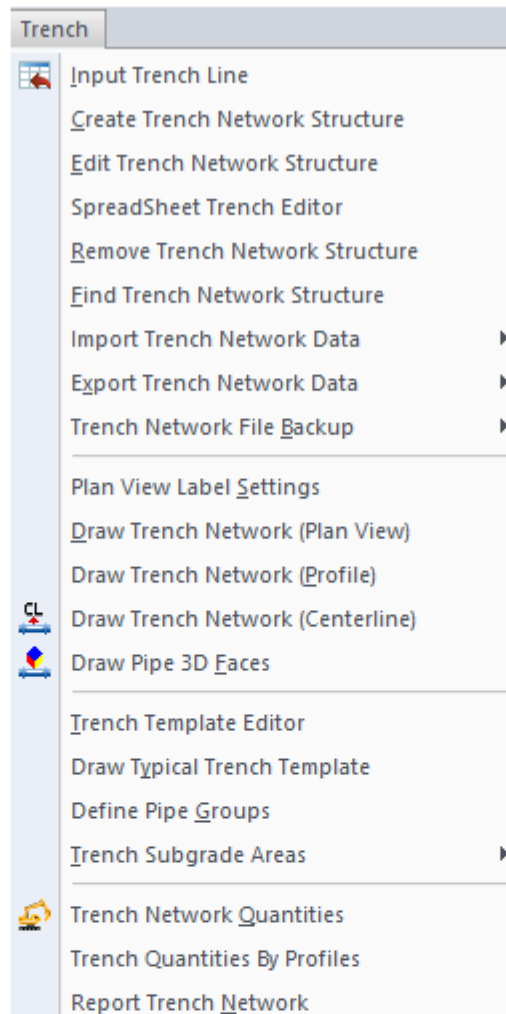 Trench
Input Trench Line
Create Trench Network Structure
Edit Trench Network Structure
SpreadSheet Trench Editor
Remove Trench Network Structure
Find Trench Network Structure
Import Trench Network Data
Export Trench Network Data
Trench Network File Backup
Plan View Label Settings
Draw Trench Network (Plan View)
Draw Trench Network (Profile)
CL
Draw Trench Network (Centerline)
Draw Pipe 3D Faces
Trench Template Editor
Draw Typical Trench Template
Define Pipe Groups
Trench Subgrade Areas
Trench Network Quantities
Trench Quantities By Profiles
Report Trench Network